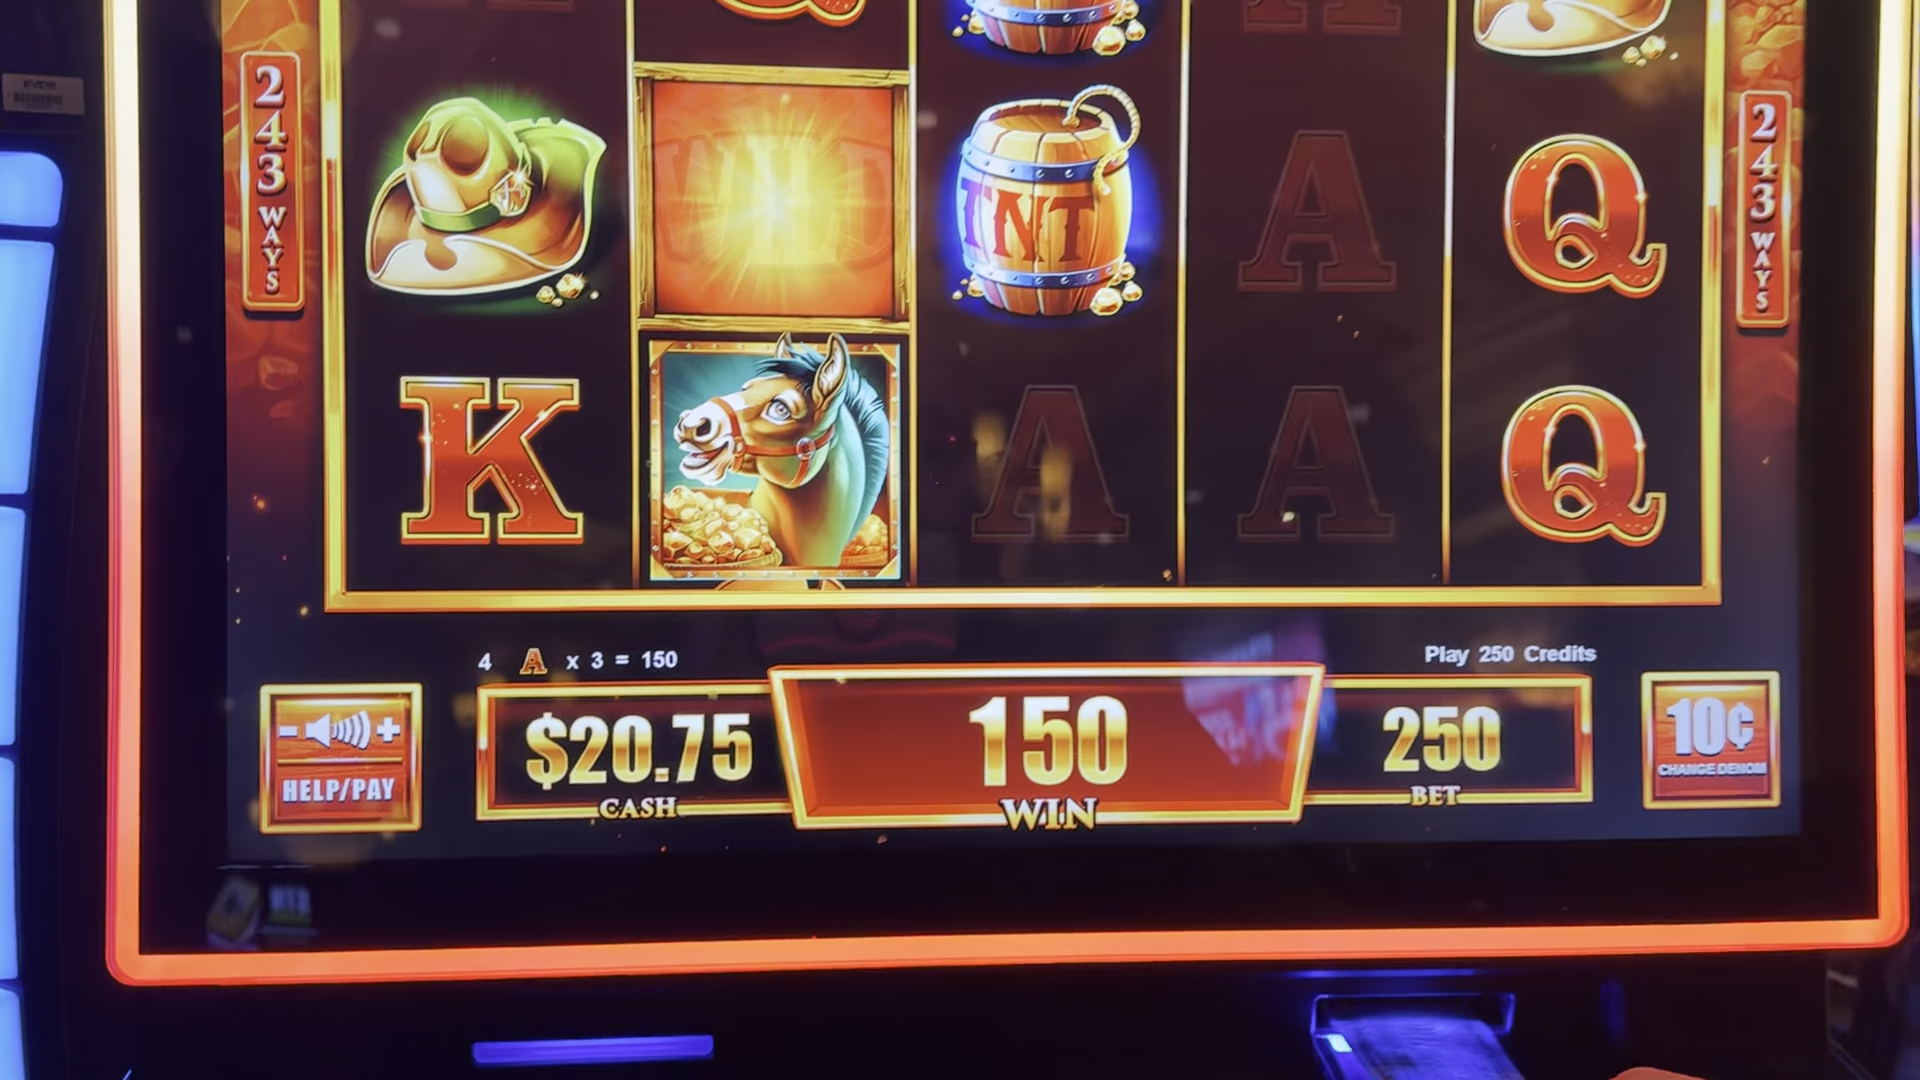 EVERI
243 WAYS
WILD
TNT
A
Q
243 WAYS
K
A
A
Q
4 A x 3 = 150
Play 250 Credits
- +
HELP/PAY
$20.75
CASH
150
WIN
250
BET
10¢
CHANGE DENOM